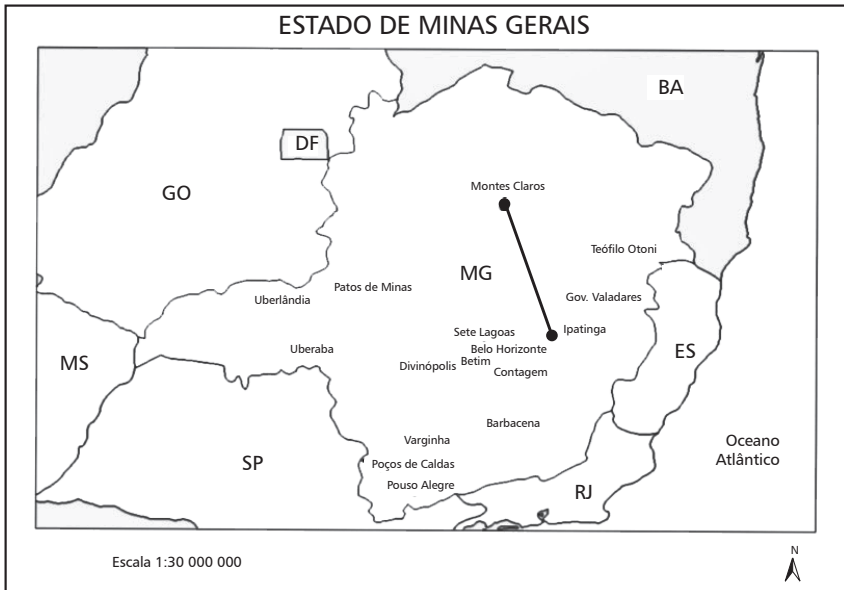 ESTADO DE MINAS GERAIS
BA
DF
GO
Montes Claros
Teófilo Otoni
MG
Patos de Minas
Uberlândia
Gov. Valadares
Sete Lagoas
Ipatinga
Uberaba
Belo Horizonte
MS
ES
Betim
Divinópolis
Contagem
Barbacena
Varginha
Oceano
Atlântico
SP
Poços de Caldas
Pouso Alegre
RJ
Escala 1:30 000 000
N